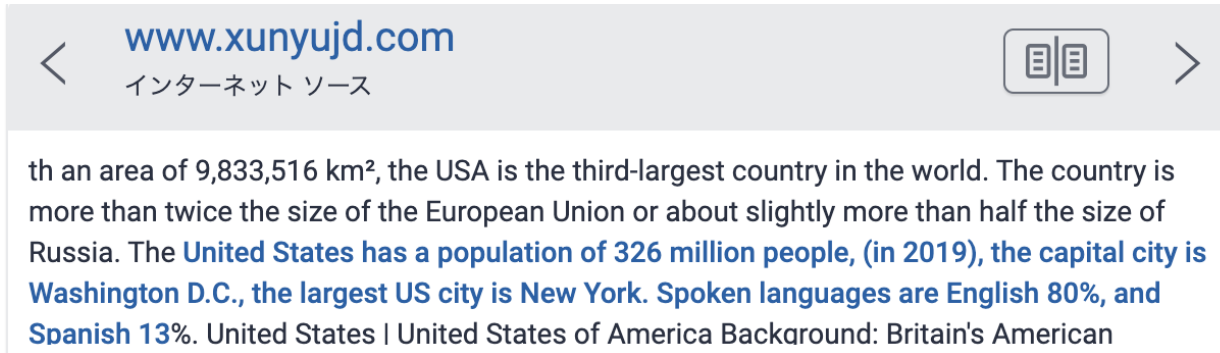 www.xunyujd.com
インターネット ソース
th an area of 9,833,516 km², the USA is the third-largest country in the world. The country is
more than twice the size of the European Union or about slightly more than half the size of
Russia. The United States has a population of 326 million people, (in 2019), the capital city is
Washington D.C., the largest US city is New York. Spoken languages are English 80%, and
Spanish 13%. United States | United States of America Background: Britain's American